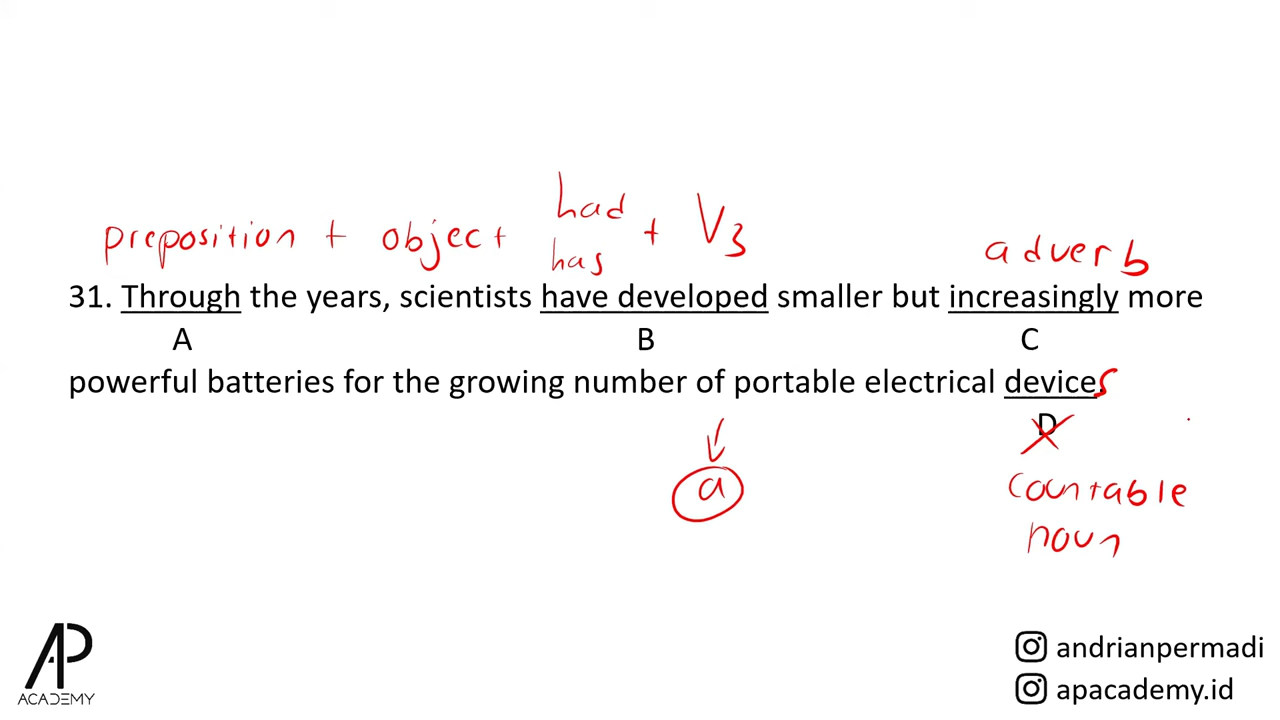 had
preposition + object + V3
has
adverb
31. Through the years, scientists have developed smaller but increasingly more
A B C
powerful batteries for the growing number of portable electrical devices
D
a
countable
noun
AP
ACADEMY
andrianpermadi
apacademy.id